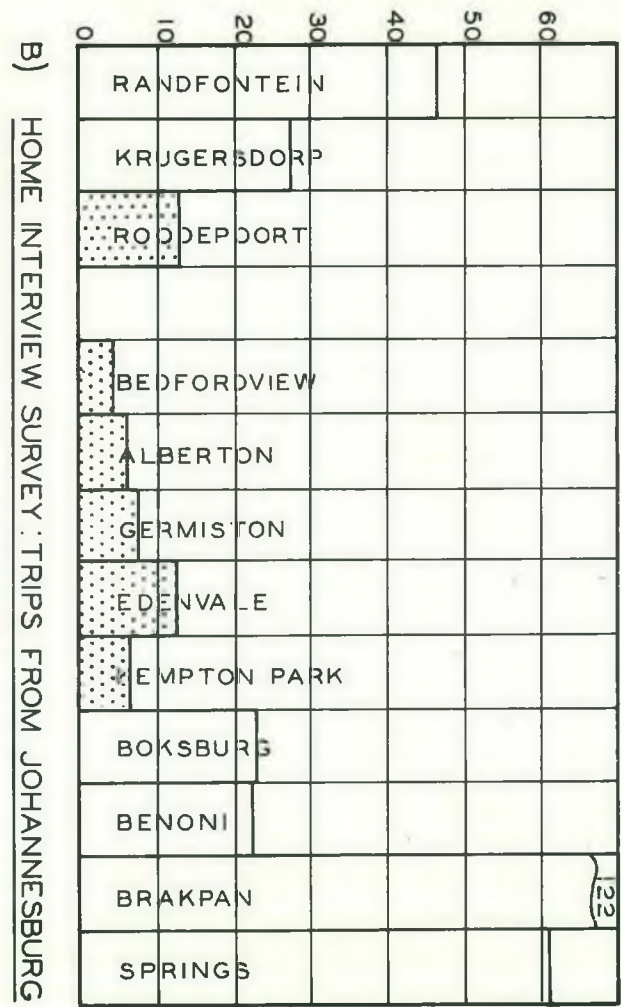 0
10
20
30
40
50
60
RANDFONTEIN
KRUGERSDORP
ROODEPOORT
BEDFORDVIEW
ALBERTON
GERMISTON
EDENVALE
KEMPTON PARK
BOKSBURG
BENONI
BRAKPAN
122
SPRINGS
B) HOME INTERVIEW SURVEY: TRIPS FROM JOHANNESBURG